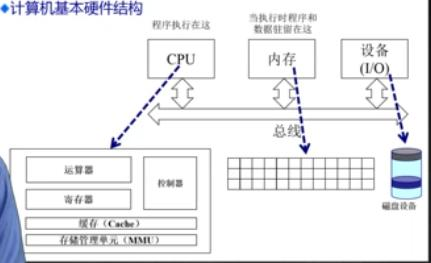 计算机基本硬件结构
程序执行在这
当执行时程序和
数据驻留在这
CPU
内存
设备
(I/O)
总线
运算器
寄存器
控制器
缓存（Cache）
存储管理单元（MMU）
磁盘设备